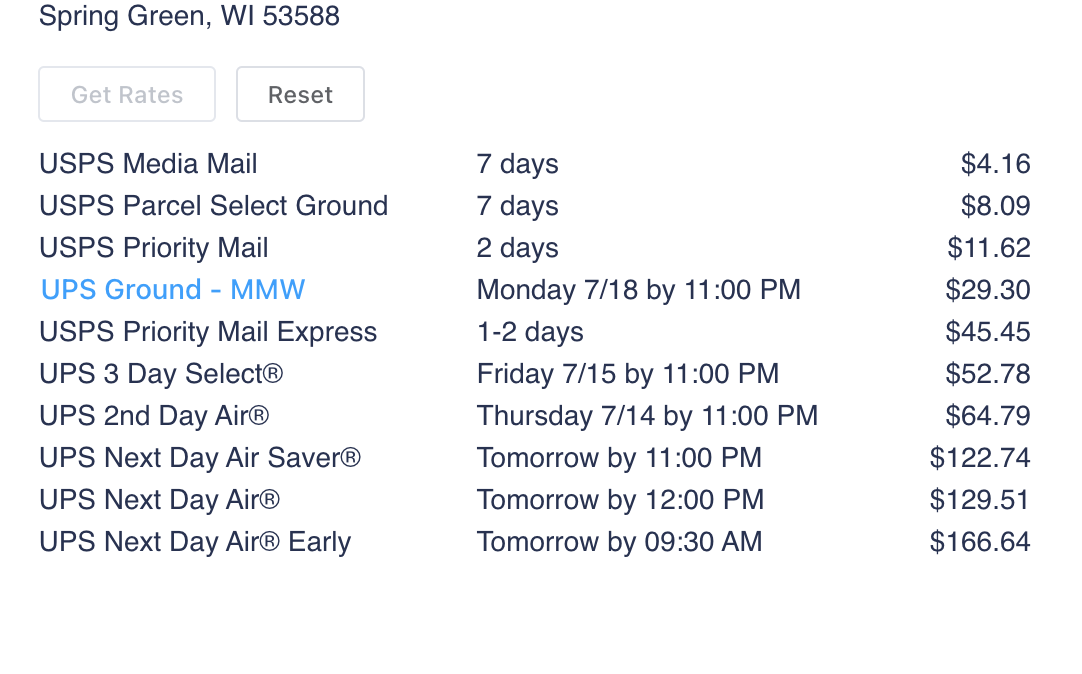 Spring Green, WI 53588
Get Rates Reset
USPS Media Mail 7 days $4.16
USPS Parcel Select Ground 7 days $8.09
USPS Priority Mail 2 days $11.62
UPS Ground - MMW Monday 7/18 by 11:00 PM $29.30
USPS Priority Mail Express 1-2 days $45.45
UPS 3 Day Select® Friday 7/15 by 11:00 PM $52.78
UPS 2nd Day Air® Thursday 7/14 by 11:00 PM $64.79
UPS Next Day Air Saver® Tomorrow by 11:00 PM $122.74
UPS Next Day Air® Tomorrow by 12:00 PM $129.51
UPS Next Day Air® Early Tomorrow by 09:30 AM $166.64